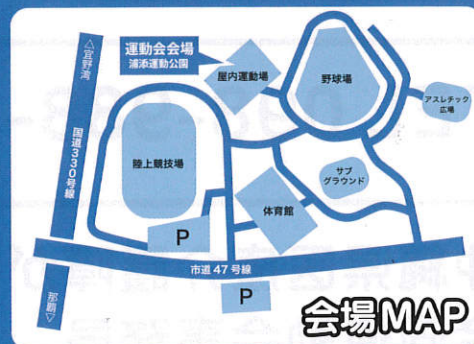 △宜野湾
国道330号線
那覇▽
運動会会場
浦添運動公園
屋内運動場
野球場
アスレチック
広場
陸上競技場
サブ
グラウンド
体育館
P
市道47号線
P
会場MAP